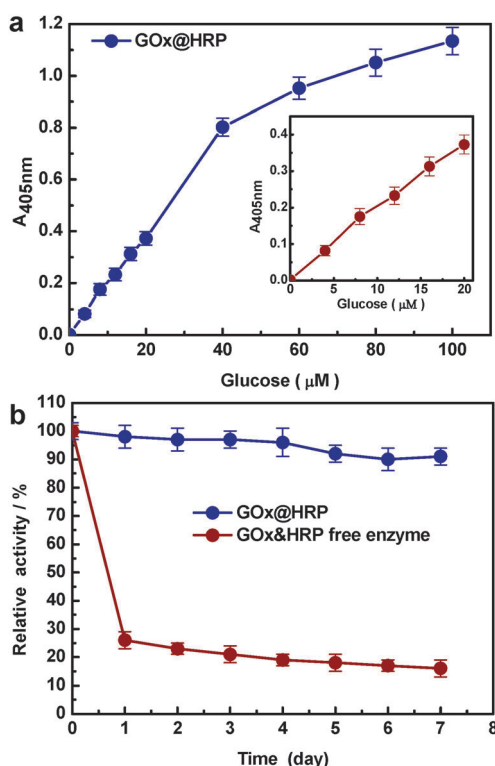 a
GOx@HRP
1.2
1.0
0.8
0.6
0.4
0.2
0.0
A405nm
0 20 40 60 80 100
Glucose ( μM )
0.4
0.3
0.2
0.1
0.0
A405nm
0 5 10 15 20
Glucose ( μM )
b
110
100
90
80
70
60
50
40
30
20
10
0
Relative activity / %
GOx@HRP
GOx&HRP free enzyme
0 1 2 3 4 5 6 7 8
Time (day)